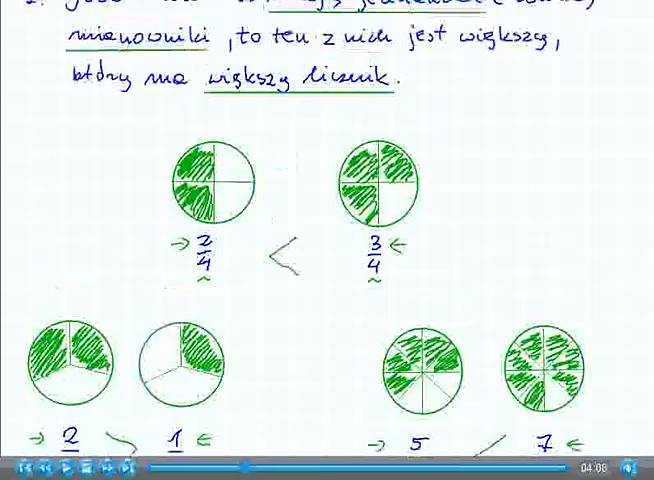 mianowniki, to ten z nich jest większy,
który ma większy licznik.
→ 2/4 < 3/4 ←
→ 2 > 1 ←
→ 5 < 7 ←
04:08